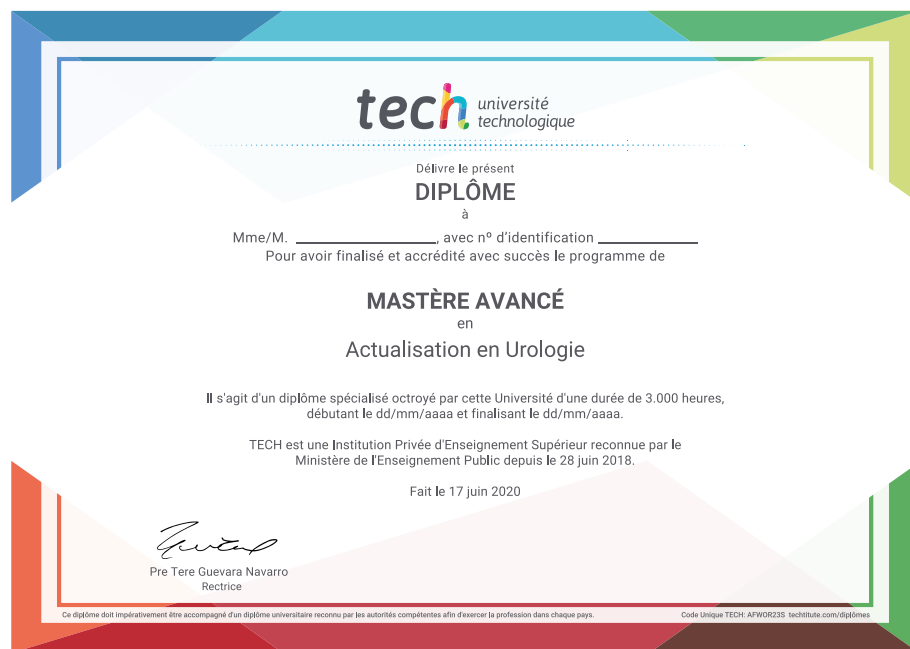 tech université
technologique
Délivre le présent
DIPLÔME
à
Mme/M. ____________________, avec nº d'identification ______________
Pour avoir finalisé et accrédité avec succès le programme de
MASTÈRE AVANCÉ
en
Actualisation en Urologie
Il s'agit d'un diplôme spécialisé octroyé par cette Université d'une durée de 3.000 heures,
débutant le dd/mm/aaaa et finalisant le dd/mm/aaaa.
TECH est une Institution Privée d'Enseignement Supérieur reconnue par le
Ministère de l'Enseignement Public depuis le 28 juin 2018.
Fait le 17 juin 2020
Pre Tere Guevara Navarro
Rectrice
Ce diplôme doit impérativement être accompagné d'un diplôme universitaire reconnu par les autorités compétentes afin d'exercer la profession dans chaque pays.
Code Unique TECH: AFWOR23S techtitute.com/diplômes